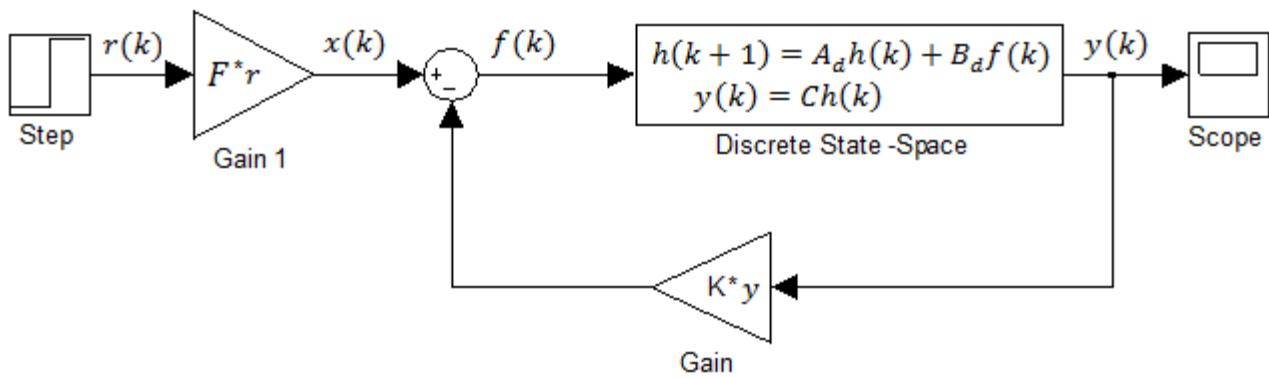 r(k)
x(k)
f(k)
y(k)
F*r
+
−
h(k + 1) = A_d h(k) + B_d f(k)
y(k) = Ch(k)
Step
Gain 1
Discrete State -Space
Scope
K*y
Gain